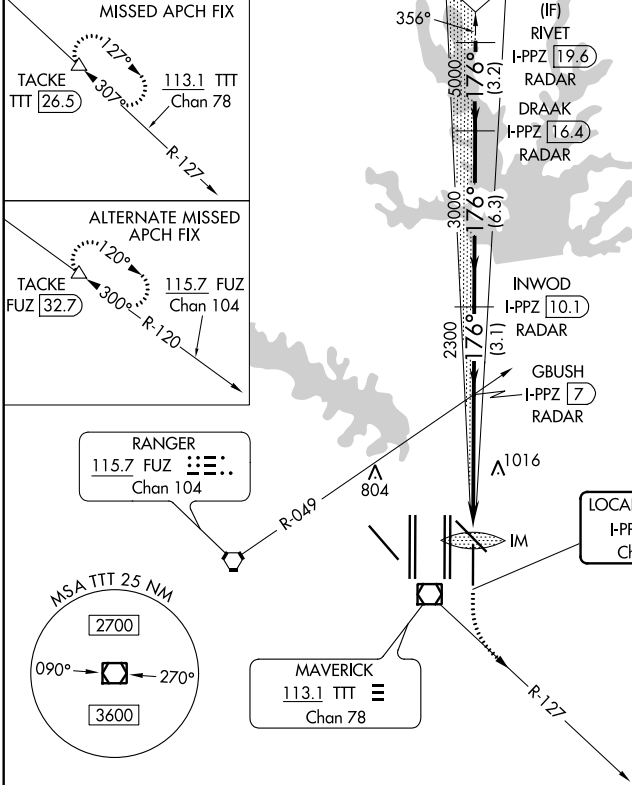 MISSED APCH FIX
127°
TACKE
TTT 26.5
307°
113.1 TTT
Chan 78
R-127
ALTERNATE MISSED
APCH FIX
120°
TACKE
FUZ 32.7
300°
115.7 FUZ
Chan 104
R-120
356°
(IF)
RIVET
I-PPZ 19.6
RADAR
5000
176°
(3.2)
DRAAK
I-PPZ 16.4
RADAR
3000
176°
(6.3)
INWOD
I-PPZ 10.1
RADAR
2300
176°
(3.1)
GBUSH
I-PPZ 7
RADAR
RANGER
115.7 FUZ
Chan 104
R-049
804
1016
IM
LOCA
I-PP
Ch
MSA TTT 25 NM
2700
090°
270°
3600
MAVERICK
113.1 TTT
Chan 78
R-127